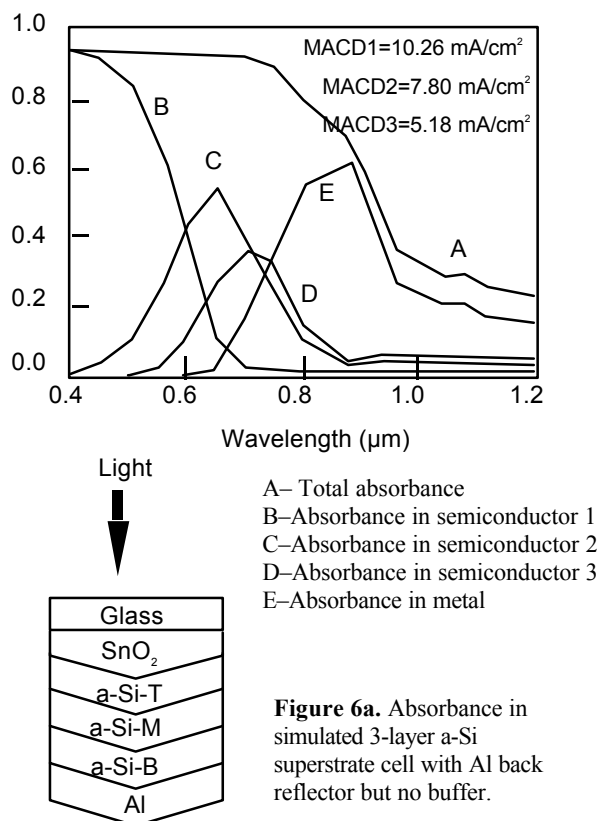 1.0
MACD1=10.26 mA/cm²
0.8
B
MACD2=7.80 mA/cm²
MACD3=5.18 mA/cm²
0.6
C
E
0.4
A
0.2
D
0.0
0.4 0.6 0.8 1.0 1.2
Wavelength (µm)
Light
A– Total absorbance
B–Absorbance in semiconductor 1
C–Absorbance in semiconductor 2
D–Absorbance in semiconductor 3
E–Absorbance in metal
Glass
SnO₂
a-Si-T
a-Si-M
a-Si-B
Al
Figure 6a. Absorbance in
simulated 3-layer a-Si
superstrate cell with Al back
reflector but no buffer.